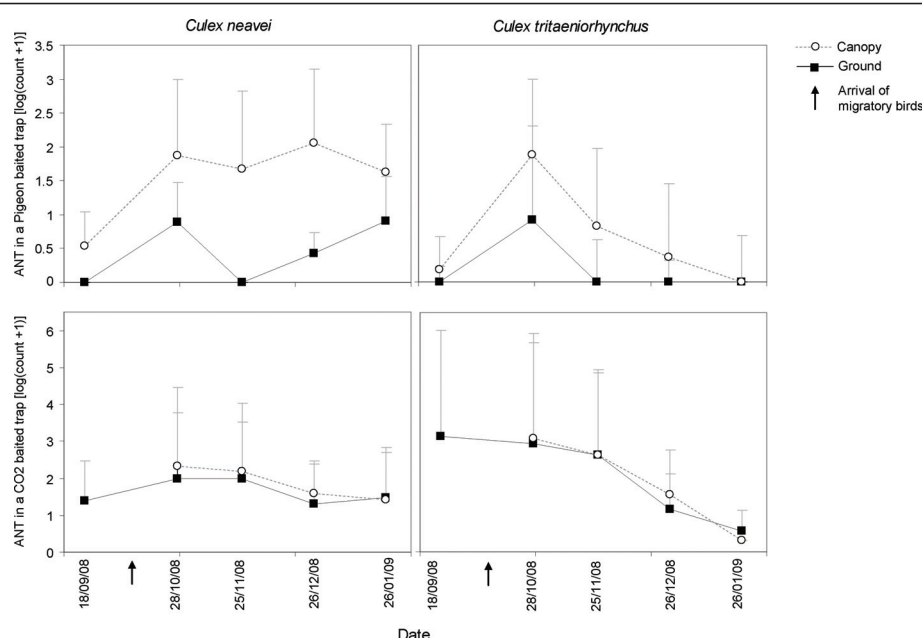 Culex neavei
Culex tritaeniorhynchus
Canopy
Ground
Arrival of
migratory birds
ANT in a Pigeon baited trap [log(count +1)]
3.5
3
2.5
2
1.5
1
0.5
0
ANT in a CO2 baited trap [log(count +1)]
6
5
4
3
2
1
0
18/09/08
28/10/08
25/11/08
26/12/08
26/01/09
18/09/08
28/10/08
25/11/08
26/12/08
26/01/09
Date